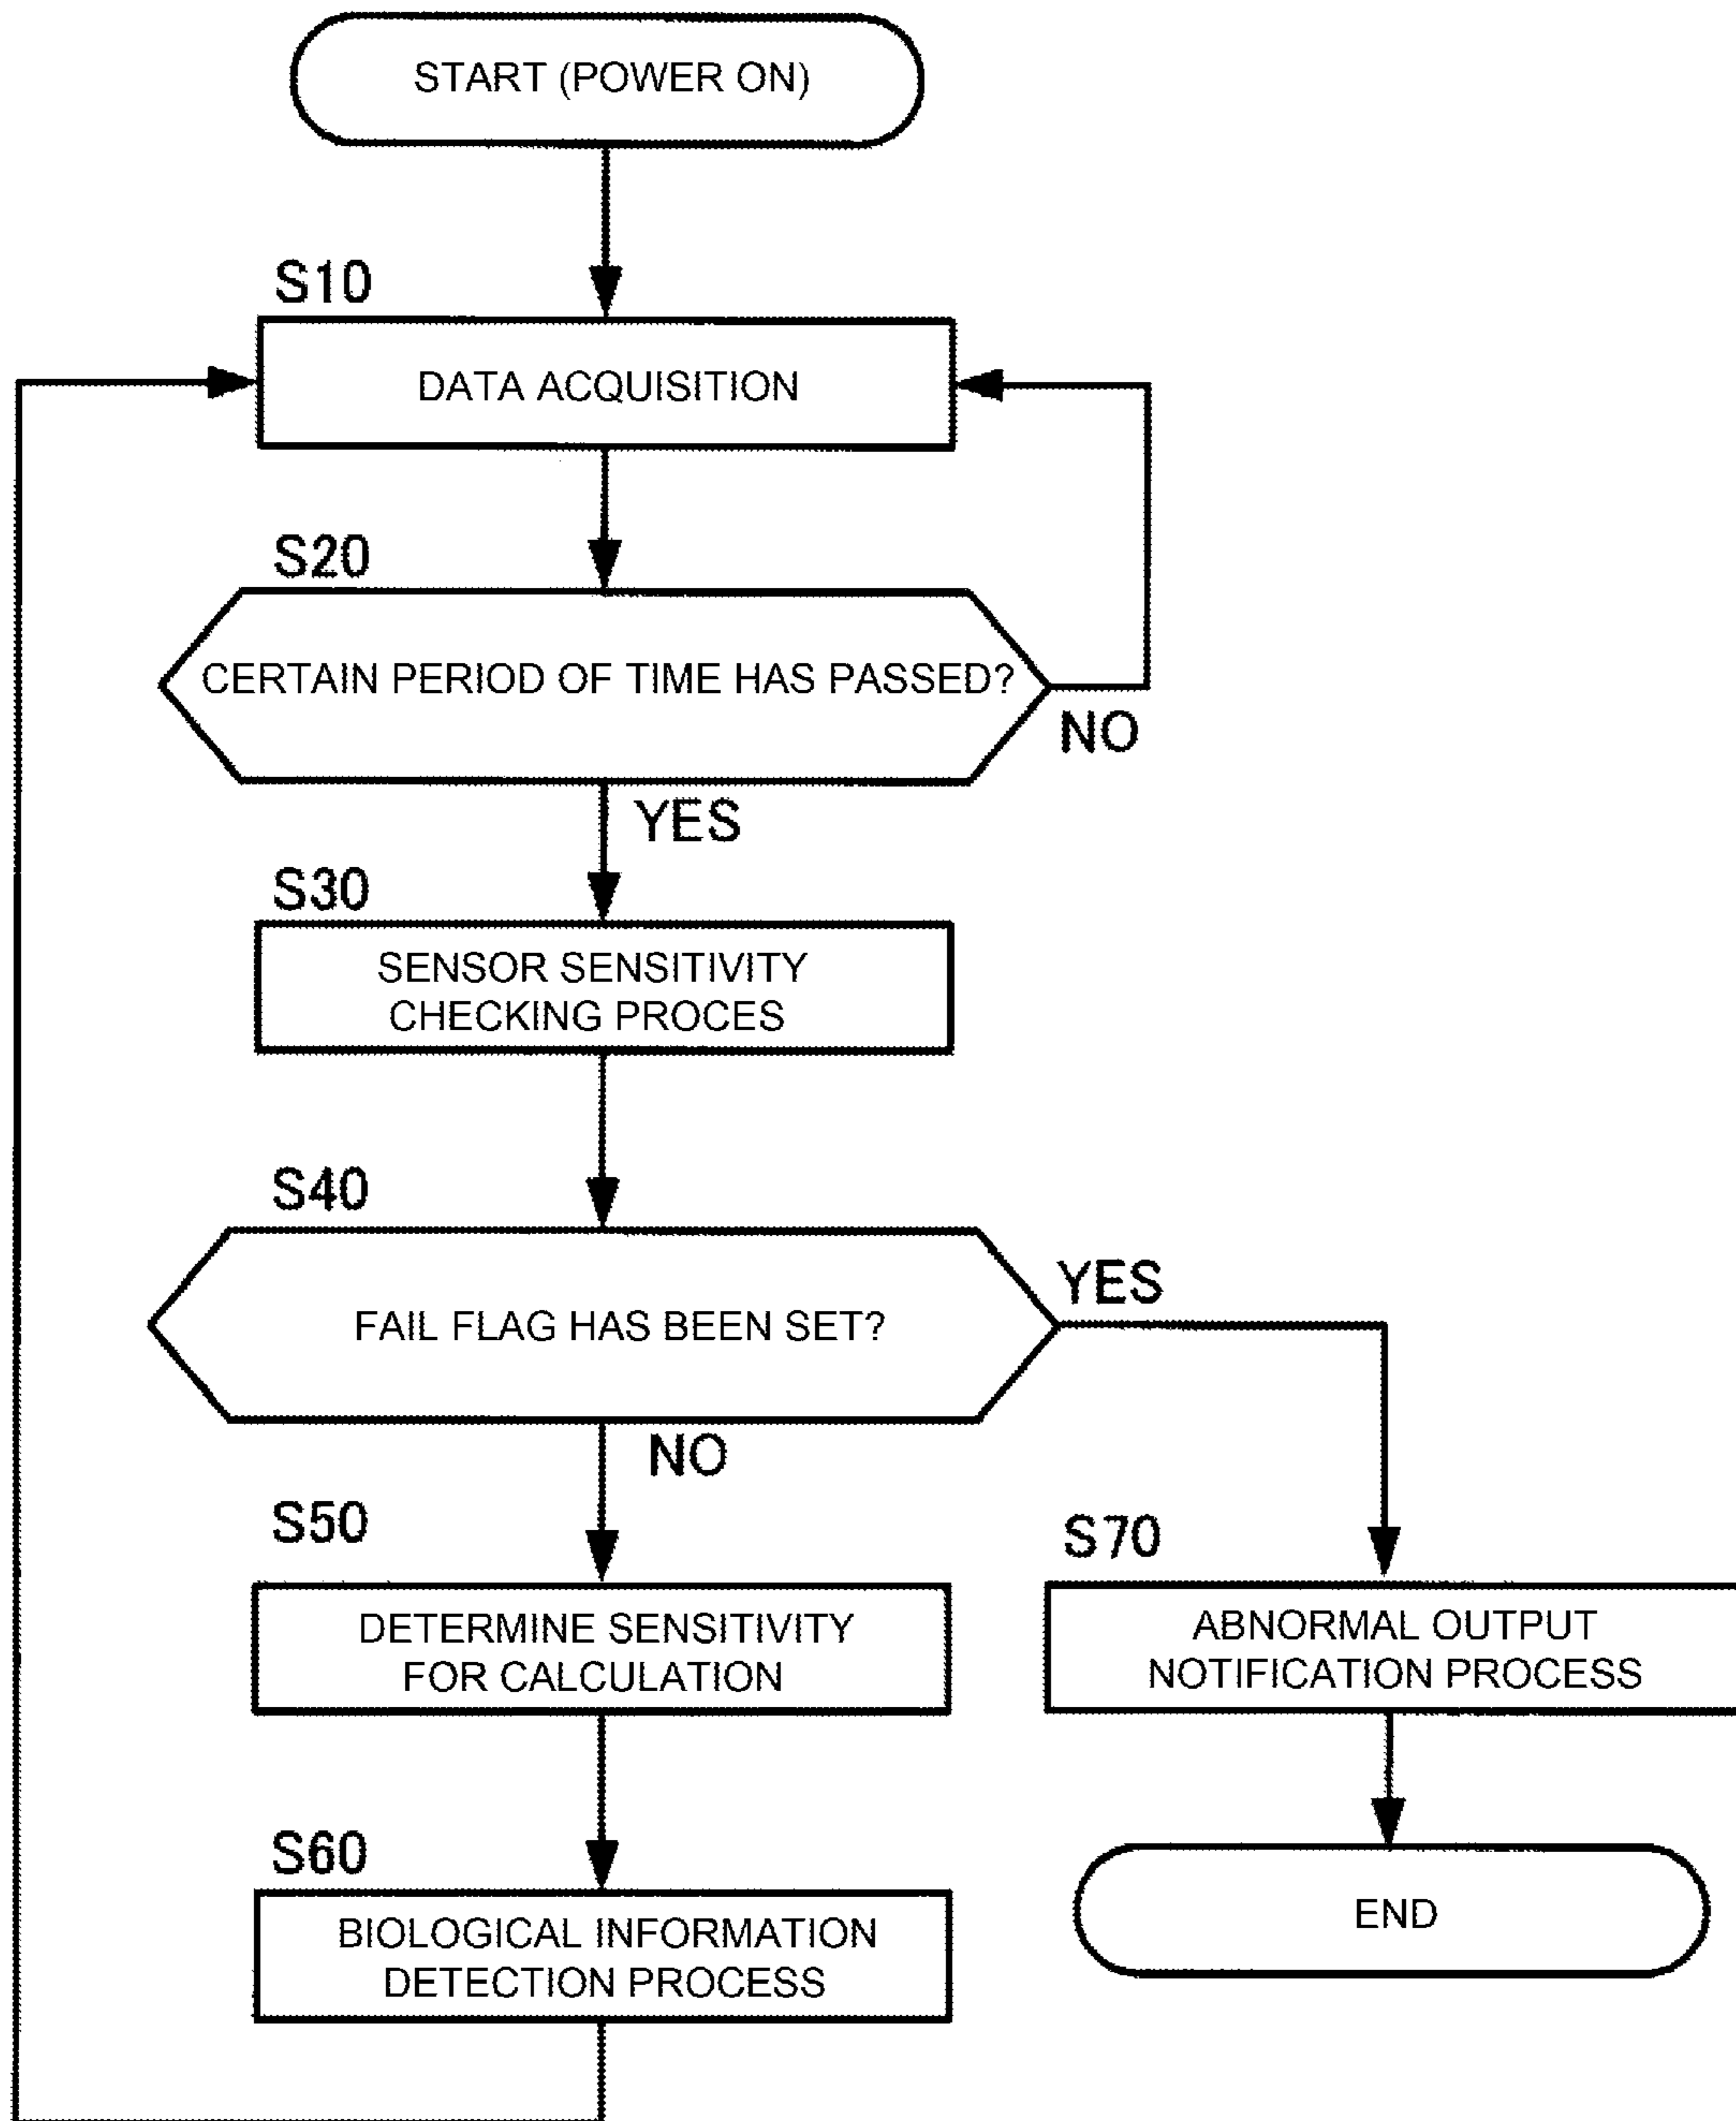 START (POWER ON)
S10
DATA ACQUISITION
S20
CERTAIN PERIOD OF TIME HAS PASSED?
NO
YES
S30
SENSOR SENSITIVITY
CHECKING PROCES
S40
YES
FAIL FLAG HAS BEEN SET?
NO
S50
DETERMINE SENSITIVITY
FOR CALCULATION
S70
ABNORMAL OUTPUT
NOTIFICATION PROCESS
S60
BIOLOGICAL INFORMATION
DETECTION PROCESS
END